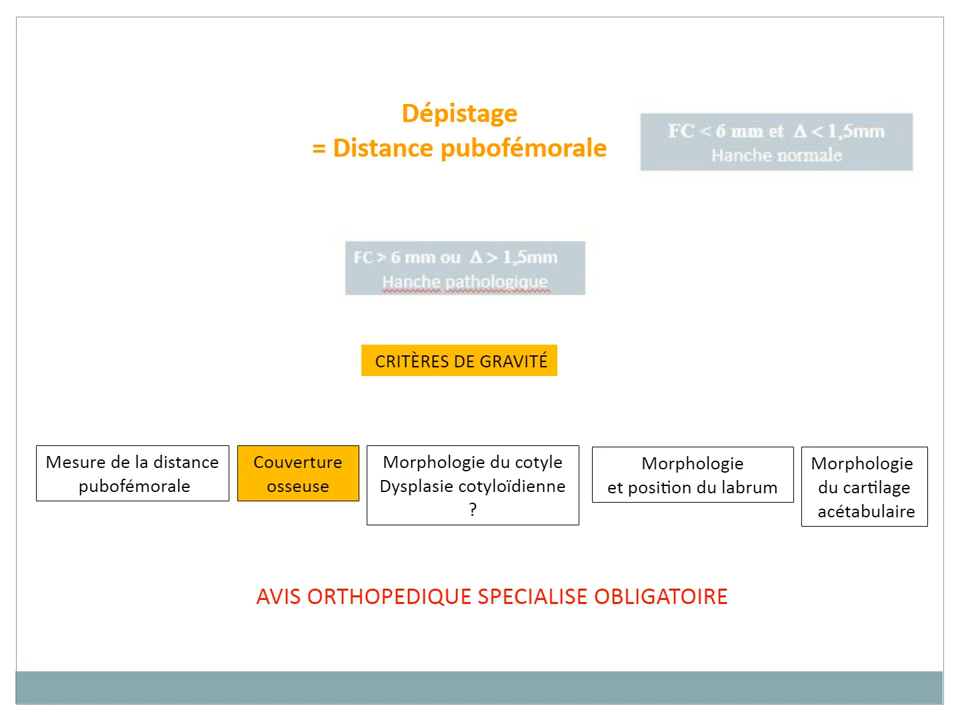 Dépistage
= Distance pubofémorale
FC < 6 mm et Δ < 1,5mm
Hanche normale
FC > 6 mm ou Δ > 1,5mm
Hanche pathologique
CRITÈRES DE GRAVITÉ
Mesure de la distance
pubofémorale
Couverture
osseuse
Morphologie du cotyle
Dysplasie cotyloïdienne
?
Morphologie
et position du labrum
Morphologie
du cartilage
acétabulaire
AVIS ORTHOPEDIQUE SPECIALISE OBLIGATOIRE